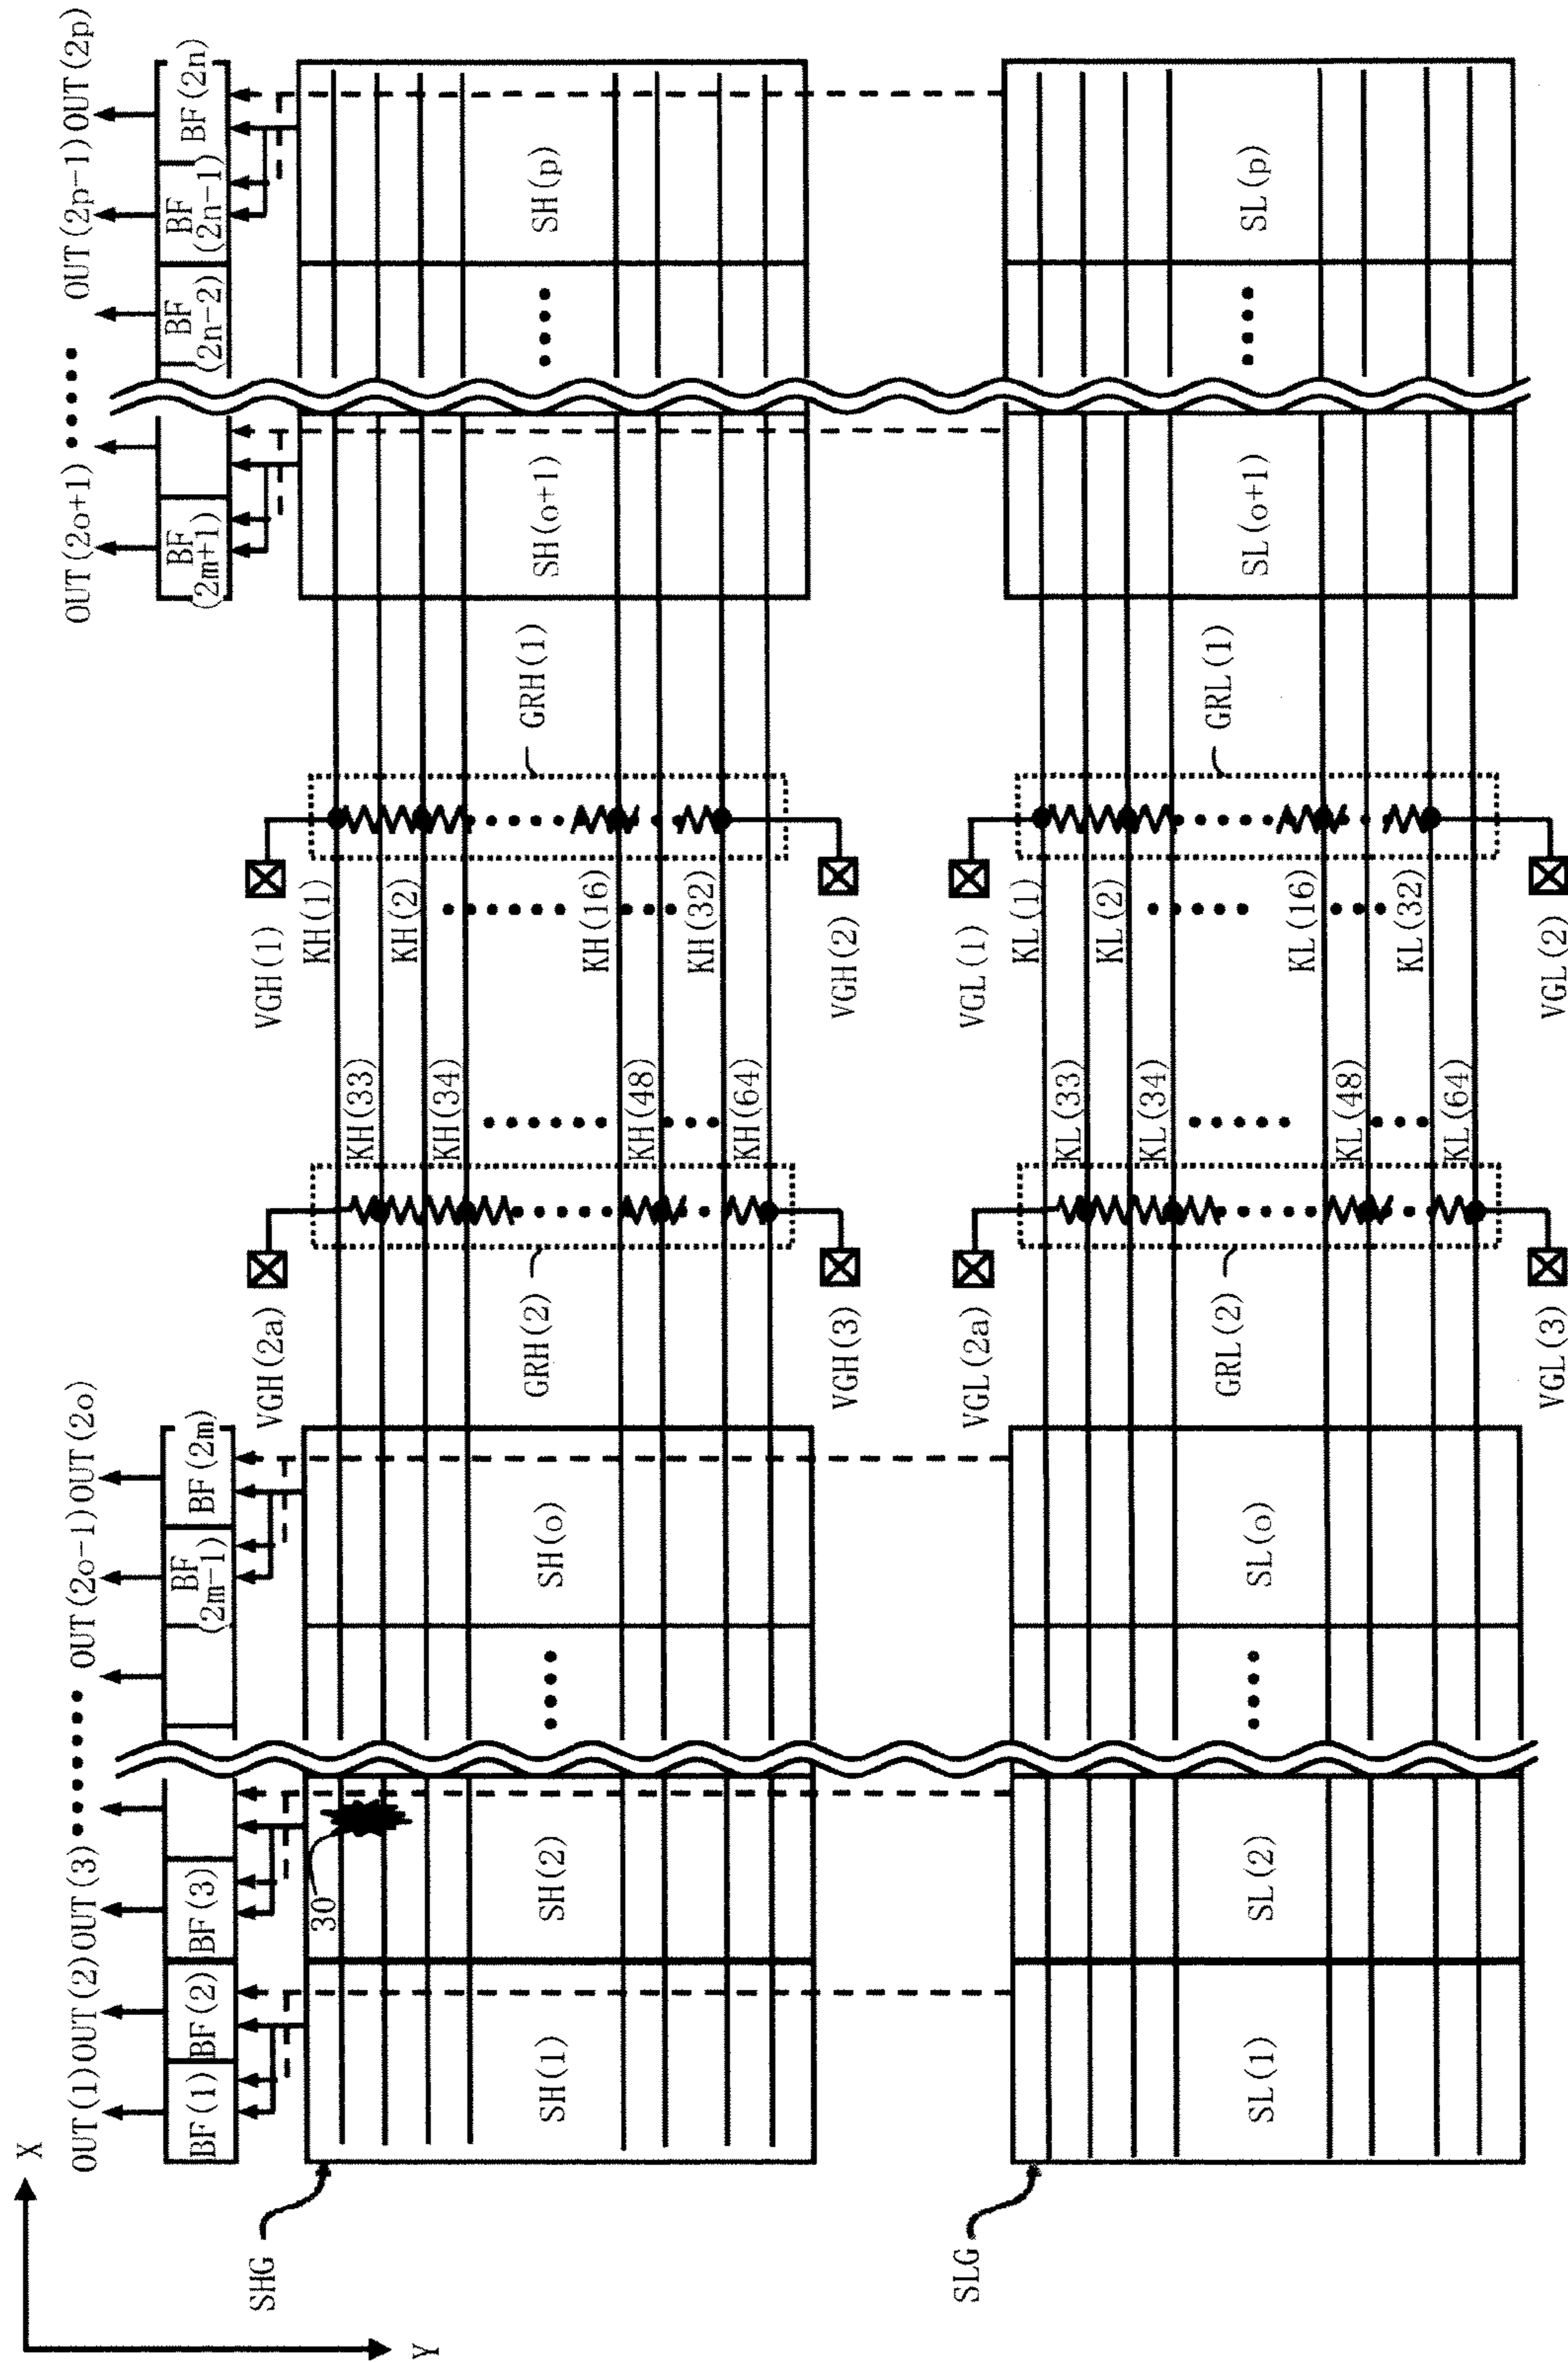 X
Y
OUT(1) OUT(2) OUT(3) •••••• OUT(2o-1) OUT(2o)
OUT(2o+1) ••••• OUT(2p-1) OUT(2p)
BF(1)
BF(2)
BF(3)
BF
(2m-1)
BF(2m)
BF
(2m+1)
BF
(2n-2)
BF
(2n-1)
BF(2n)
SHG
30
SH(1)
SH(2)
••••
SH(o)
VGH(2a)
GRH(2)
VGH(3)
KH(33)
KH(34)
••••••
KH(48)
•••
KH(64)
VGH(1)
KH(1)
KH(2)
••••••
KH(16)
•••
KH(32)
VGH(2)
GRH(1)
SH(o+1)
••••
SH(p)
SLG
SL(1)
SL(2)
••••
SL(o)
VGL(2a)
GRL(2)
VGL(3)
KL(33)
KL(34)
•••••
KL(48)
•••
KL(64)
VGL(1)
KL(1)
KL(2)
•••••
KL(16)
•••
KL(32)
VGL(2)
GRL(1)
SL(o+1)
••••
SL(p)